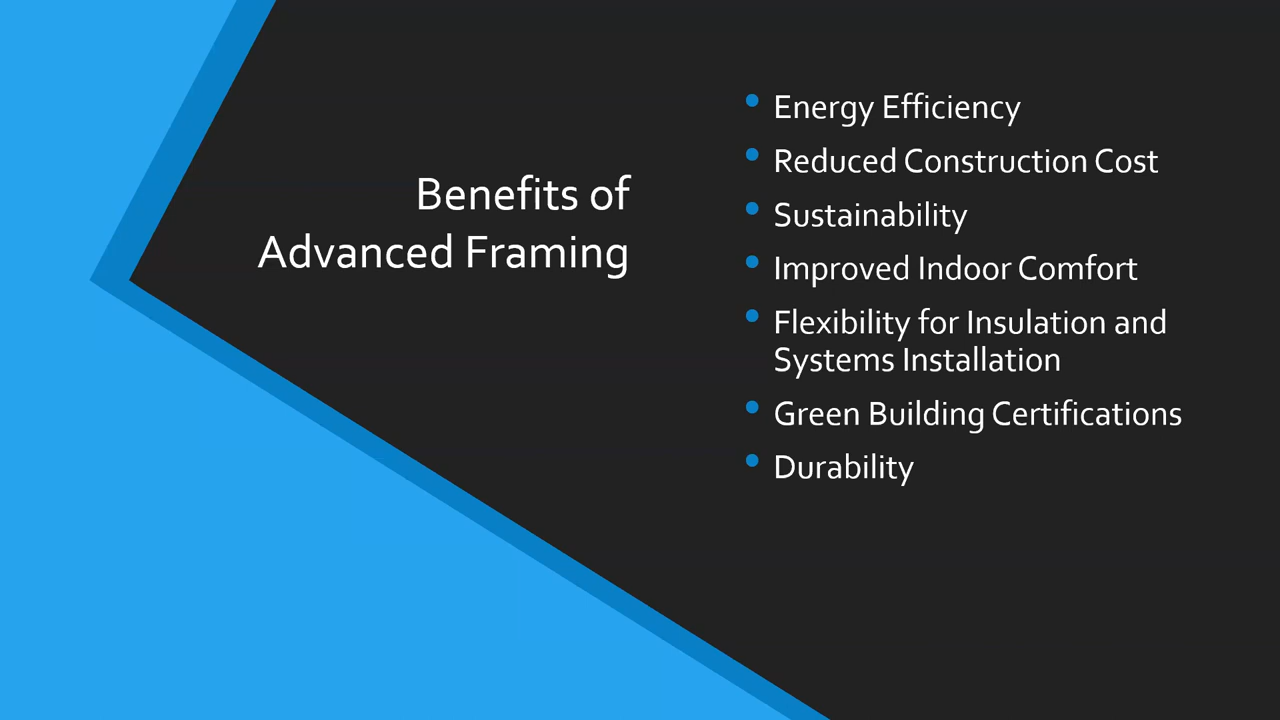 Benefits of
Advanced Framing
• Energy Efficiency
• Reduced Construction Cost
• Sustainability
• Improved Indoor Comfort
• Flexibility for Insulation and
Systems Installation
• Green Building Certifications
• Durability